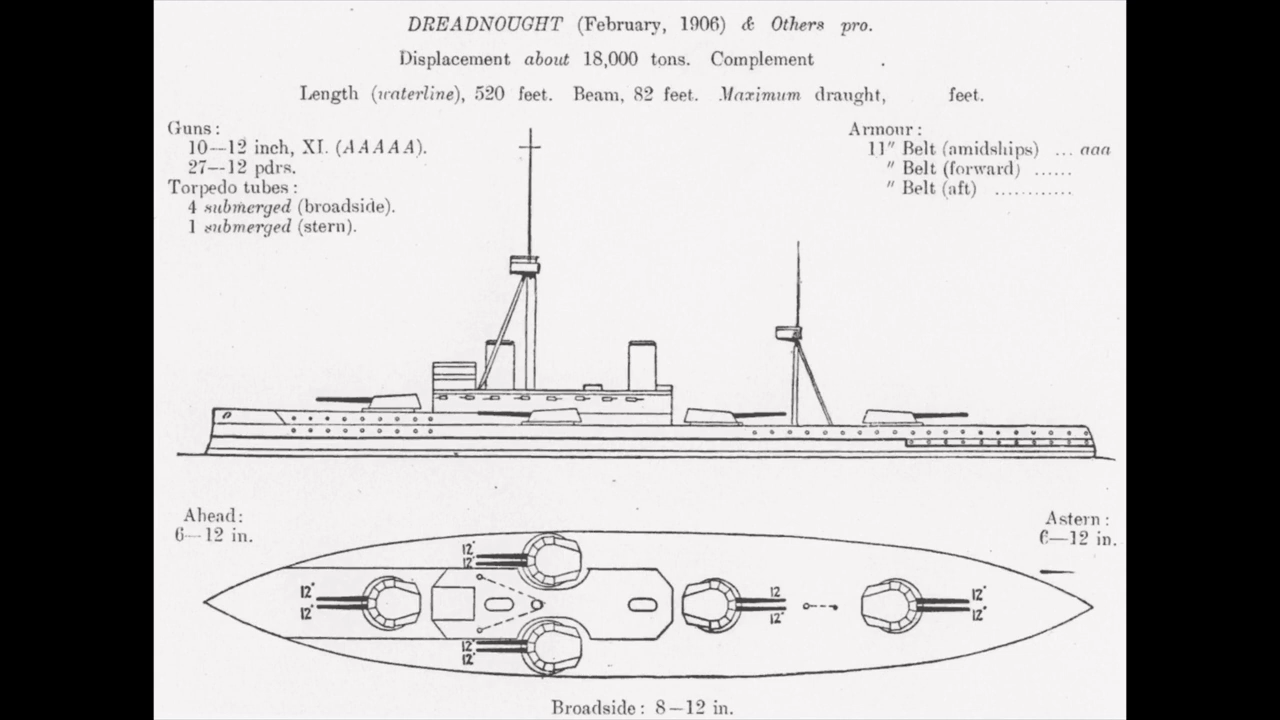 DREADNOUGHT (February, 1906) & Others pro.
Displacement about 18,000 tons. Complement .
Length (waterline), 520 feet. Beam, 82 feet. Maximum draught, feet.
Guns:
10—12 inch, XI. (AAAAA).
27—12 pdrs.
Torpedo tubes:
4 submerged (broadside).
1 submerged (stern).
Armour:
11" Belt (amidships) ... aaa
" Belt (forward) ......
" Belt (aft) ............
Ahead:
6—12 in.
Astern:
6—12 in.
12"
12"
12"
12"
12"
12"
12
12"
12"
12"
Broadside: 8—12 in.